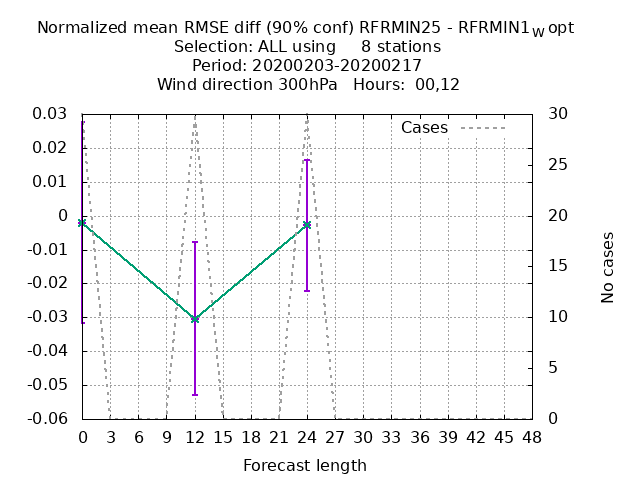 Normalized mean RMSE diff (90% conf) RFRMIN25 - RFRMIN1WOpt
Selection: ALL using     8 stations
Period: 20200203-20200217
Wind direction 300hPa   Hours:  00,12
0.03
0.02
0.01
0
-0.01
-0.02
-0.03
-0.04
-0.05
-0.06
Cases
30
25
20
15
10
5
0
No cases
0 3 6 9 12 15 18 21 24 27 30 33 36 39 42 45 48
Forecast length